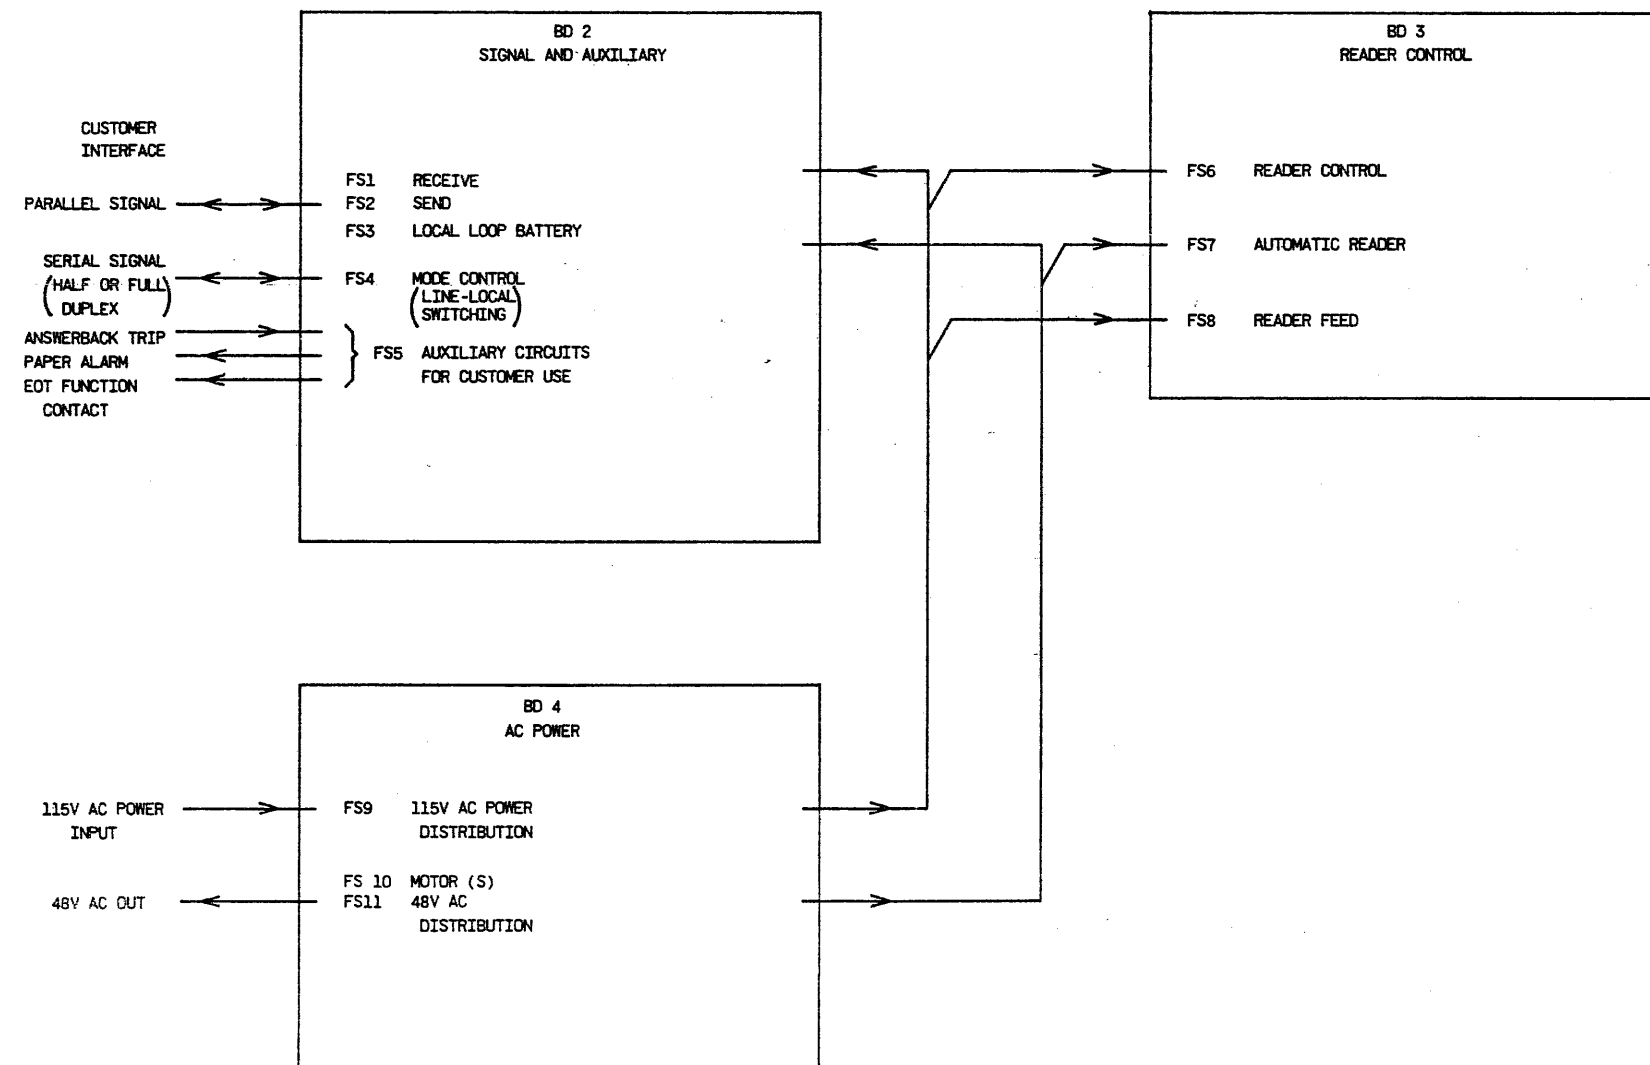 BD 2
SIGNAL AND AUXILIARY
CUSTOMER
INTERFACE
PARALLEL SIGNAL
SERIAL SIGNAL
(HALF OR FULL
DUPLEX)
ANSWERBACK TRIP
PAPER ALARM
EOT FUNCTION
CONTACT
FS1 RECEIVE
FS2 SEND
FS3 LOCAL LOOP BATTERY
FS4 MODE CONTROL
(LINE-LOCAL
SWITCHING)
FS5 AUXILIARY CIRCUITS
FOR CUSTOMER USE
BD 3
READER CONTROL
FS6 READER CONTROL
FS7 AUTOMATIC READER
FS8 READER FEED
BD 4
AC POWER
115V AC POWER
INPUT
48V AC OUT
FS9 115V AC POWER
DISTRIBUTION
FS 10 MOTOR (S)
FS11 48V AC
DISTRIBUTION